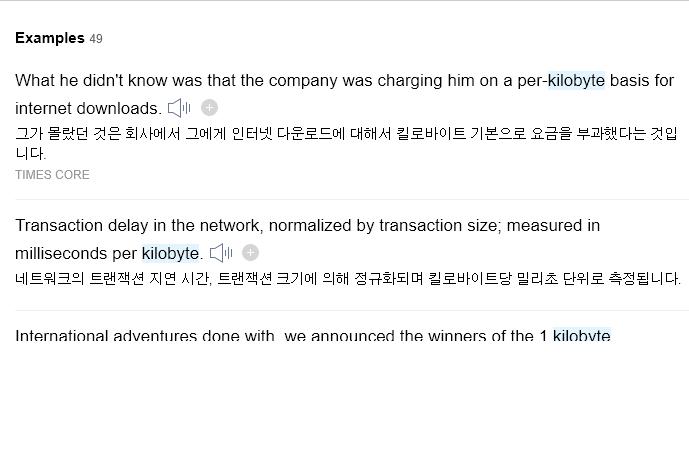 Examples 49
What he didn't know was that the company was charging him on a per-kilobyte basis for
internet downloads.
그가 몰랐던 것은 회사에서 그에게 인터넷 다운로드에 대해서 킬로바이트 기본으로 요금을 부과했다는 것입
니다.
TIMES CORE
Transaction delay in the network, normalized by transaction size; measured in
milliseconds per kilobyte.
네트워크의 트랜잭션 지연 시간, 트랜잭션 크기에 의해 정규화되며 킬로바이트당 밀리초 단위로 측정됩니다.
International adventures done with, we announced the winners of the 1 kilobyte